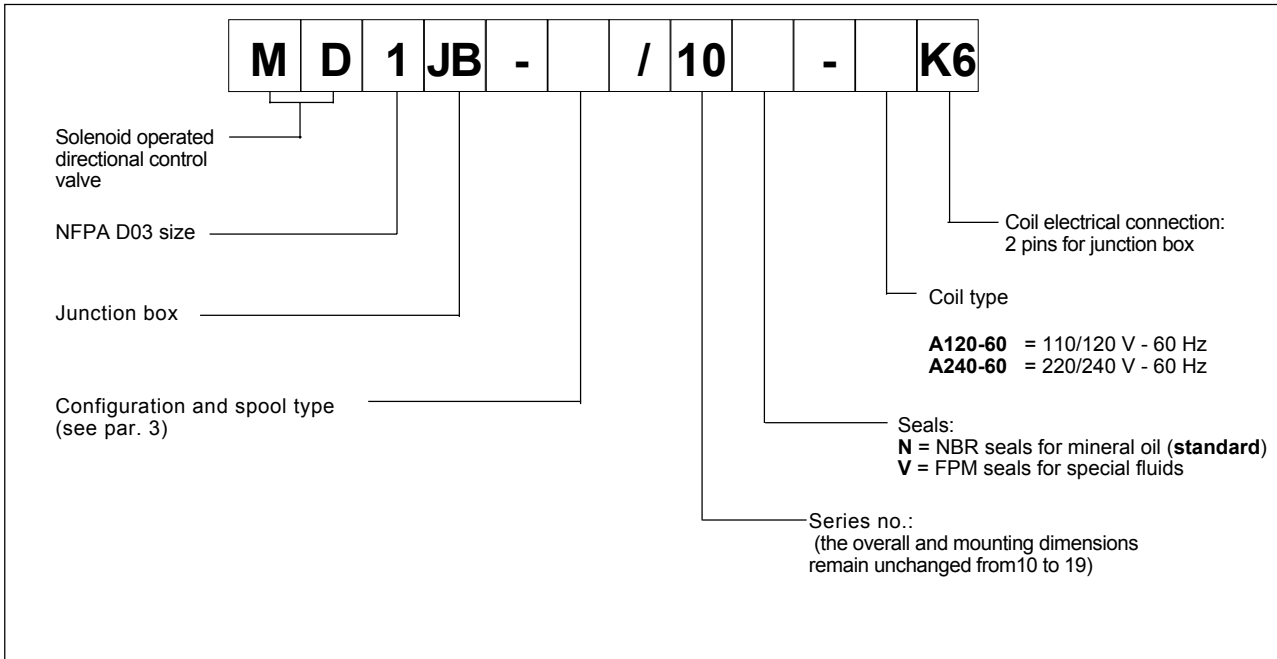 M D 1 JB - / 10 - K6
Solenoid operated
directional control
valve
NFPA D03 size
Junction box
Configuration and spool type
(see par. 3)
Coil electrical connection:
2 pins for junction box
Coil type
A120-60 = 110/120 V - 60 Hz
A240-60 = 220/240 V - 60 Hz
Seals:
N = NBR seals for mineral oil (standard)
V = FPM seals for special fluids
Series no.:
(the overall and mounting dimensions
remain unchanged from10 to 19)